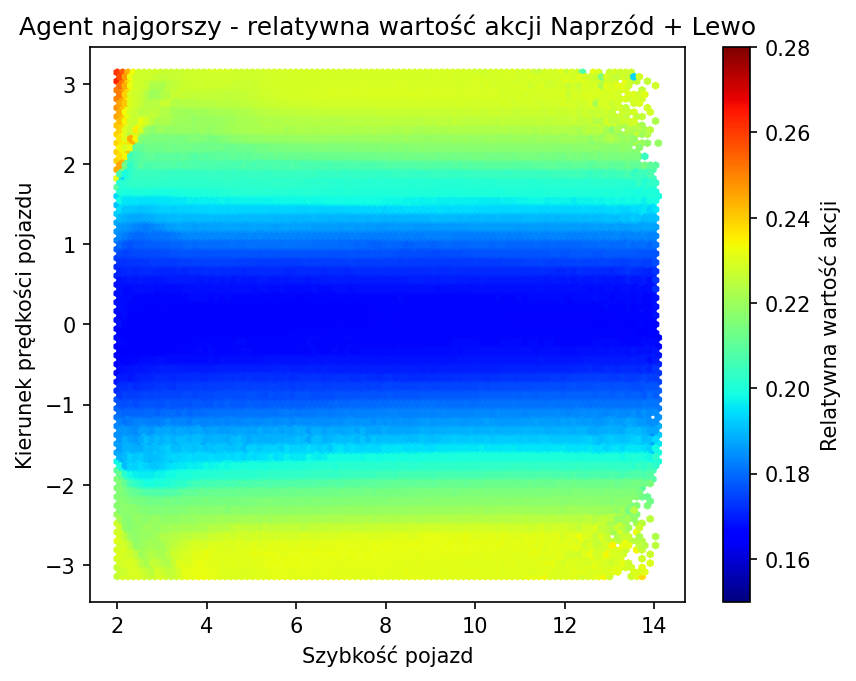 Agent najgorszy - relatywna wartość akcji Naprzód + Lewo
Kierunek prędkości pojazdu
3
2
1
0
−1
−2
−3
2 4 6 8 10 12 14
Szybkość pojazd
0.28
0.26
0.24
0.22
0.20
0.18
0.16
Relatywna wartość akcji